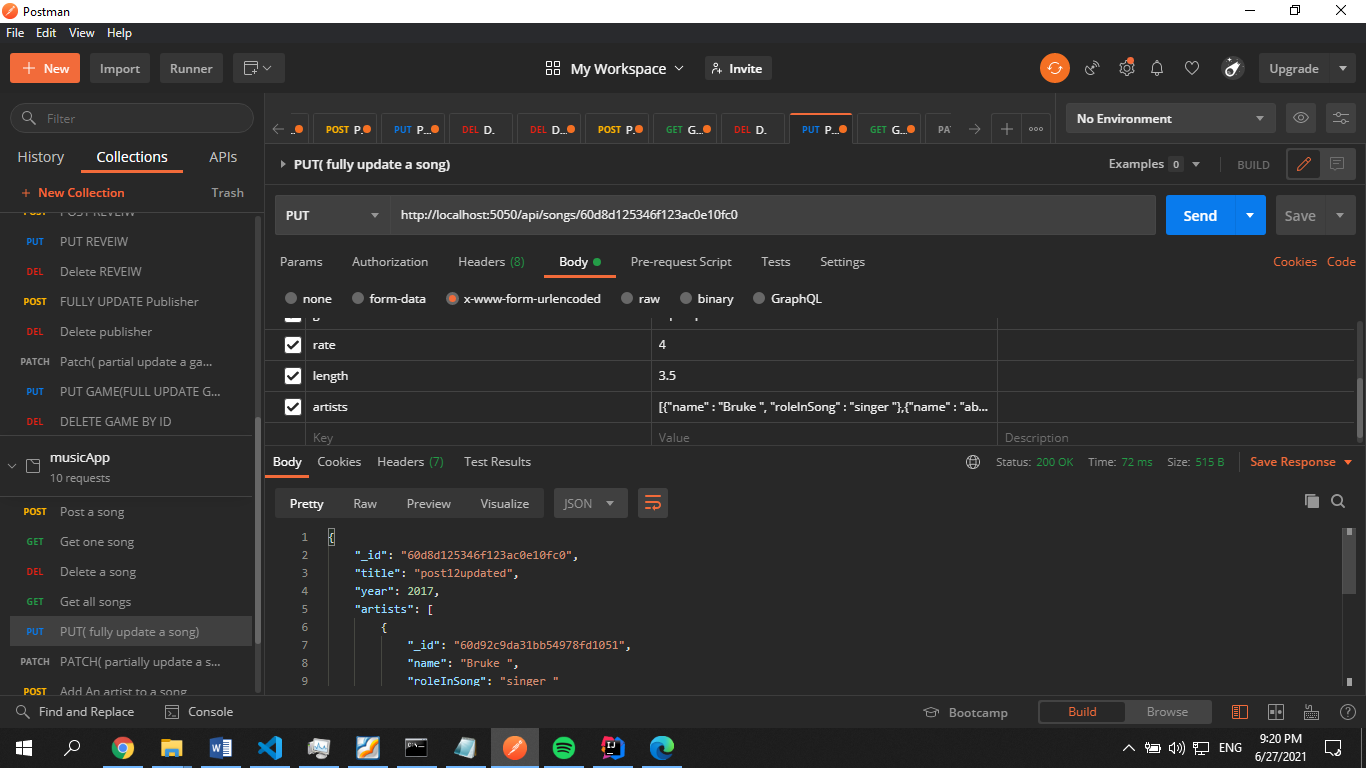 Postman
File Edit View Help
New Import Runner My Workspace Invite Upgrade
Filter
History Collections APIs
New Collection Trash
POST REVEIW
PUT PUT REVEIW
DEL Delete REVEIW
POST FULLY UPDATE Publisher
DEL Delete publisher
PATCH Patch( partial update a ga...
PUT PUT GAME(FULL UPDATE G...
DEL DELETE GAME BY ID
musicApp
10 requests
POST Post a song
GET Get one song
DEL Delete a song
GET Get all songs
PUT PUT( fully update a song)
PATCH PATCH( partially update a s...
POST Add An artist to a song
... POST P... PUT P... DEL D. DEL D... POST P... GET G... DEL D. PUT P... GET G... PA
No Environment
PUT( fully update a song) Examples 0 BUILD
PUT http://localhost:5050/api/songs/60d8d125346f123ac0e10fc0 Send Save
Params Authorization Headers (8) Body Pre-request Script Tests Settings Cookies Code
none form-data x-www-form-urlencoded raw binary GraphQL
rate 4
length 3.5
artists [{"name" : "Bruke ", "roleInSong" : "singer "},{"name" : "ab...
Key Value Description
Body Cookies Headers (7) Test Results Status: 200 OK Time: 72 ms Size: 515 B Save Response
Pretty Raw Preview Visualize JSON
1 {
2 "_id": "60d8d125346f123ac0e10fc0",
3 "title": "post12updated",
4 "year": 2017,
5 "artists": [
6 {
7 "_id": "60d92c9da31bb54978fd1051",
8 "name": "Bruke ",
9 "roleInSong": "singer "
Find and Replace Console Bootcamp Build Browse
ENG
9:20 PM
6/27/2021